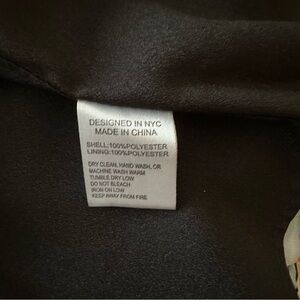 DESIGNED IN NYC
MADE IN CHINA
SHELL:100%POLYESTER
LINING:100%POLYESTER
DRY CLEAN, HAND WASH, OR
MACHINE WASH WARM
TUMBLE DRY LOW
DO NOT BLEACH
IRON ON LOW
KEEP AWAY FROM FIRE